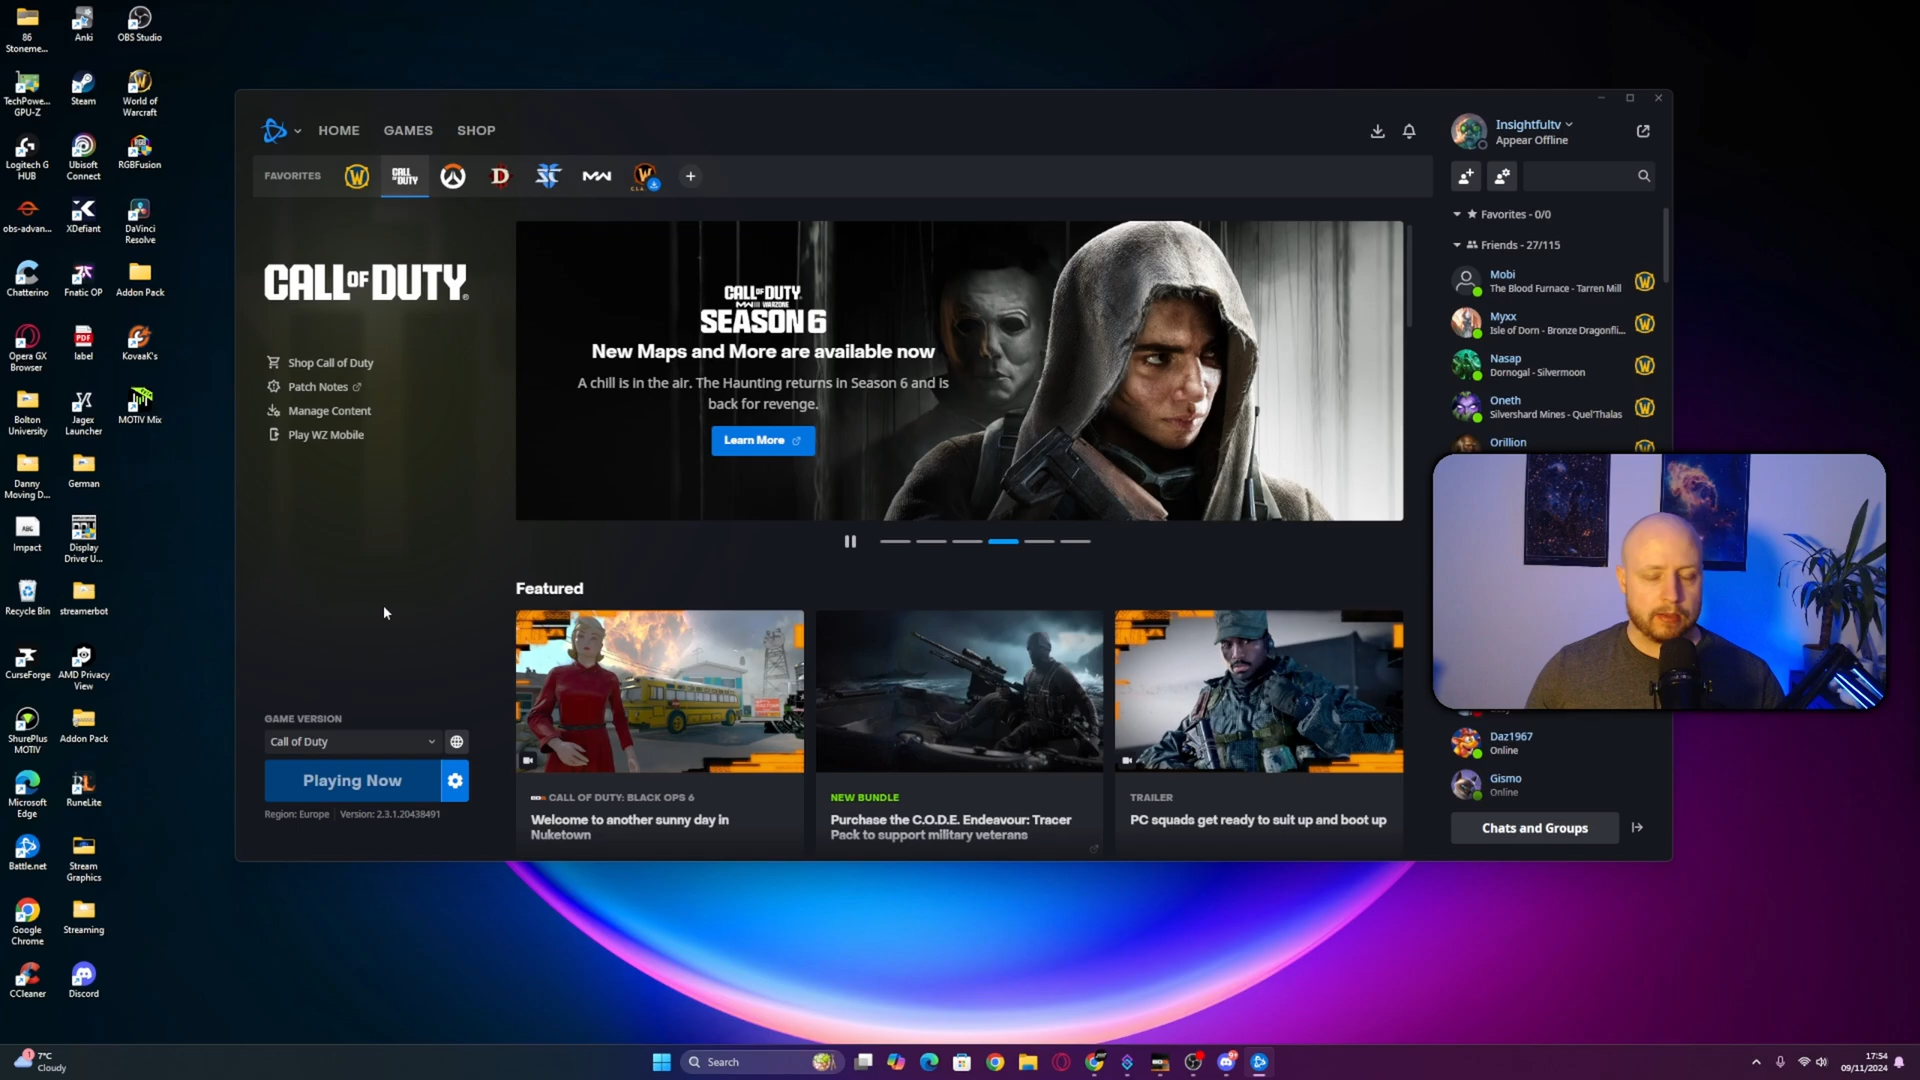 86
Stoneme...
Anki
OBS Studio
TechPowe...
GPU-Z
Steam
World of
Warcraft
Logitech G
HUB
Ubisoft
Connect
RGBFusion
obs-advan...
XDefiant
DaVinci
Resolve
Chatterino
Fnatic OP
Addon Pack
Opera GX
Browser
label
KovaaK's
Bolton
University
Jagex
Launcher
MOTIV Mix
Danny
Moving D...
German
Impact
Display
Driver U...
Recycle Bin
streamerbot
CurseForge
AMD Privacy
View
ShurePlus
MOTIV
Addon Pack
Microsoft
Edge
RuneLite
Battle.net
Stream
Graphics
Google
Chrome
Streaming
CCleaner
Discord
HOME
GAMES
SHOP
FAVORITES
CALL OF DUTY
CALL OF DUTY
Shop Call of Duty
Patch Notes
Manage Content
Play WZ Mobile
GAME VERSION
Call of Duty
Playing Now
Region: Europe
Version: 2.3.1.20438491
CALL OF DUTY
MWIII WARZONE
SEASON 6
New Maps and More are available now
A chill is in the air. The Haunting returns in Season 6 and is
back for revenge.
Learn More
Featured
CALL OF DUTY: BLACK OPS 6
Welcome to another sunny day in
Nuketown
NEW BUNDLE
Purchase the C.O.D.E. Endeavour: Tracer
Pack to support military veterans
TRAILER
PC squads get ready to suit up and boot up
Insightfultv
Appear Offline
Favorites - 0/0
Friends - 27/115
Mobi
The Blood Furnace - Tarren Mill
Myxx
Isle of Dorn - Bronze Dragonfli...
Nasap
Dornogal - Silvermoon
Oneth
Silvershard Mines - Quel'Thalas
Orillion
Daz1967
Online
Gismo
Online
Chats and Groups
7°C
Cloudy
Search
17:54
09/11/2024